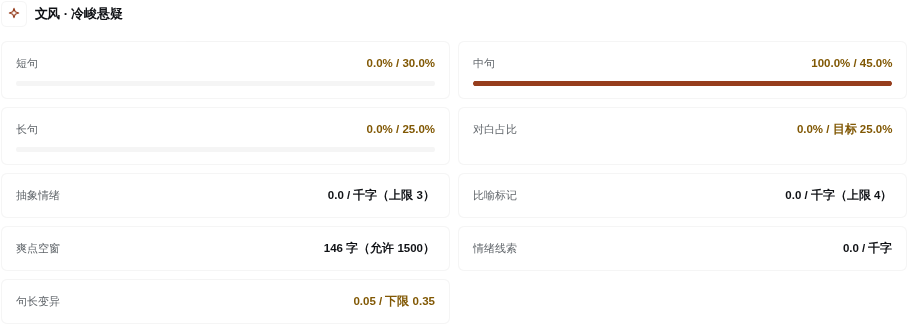 文风 · 冷峻悬疑
短句 0.0% / 30.0%
中句 100.0% / 45.0%
长句 0.0% / 25.0%
对白占比 0.0% / 目标 25.0%
抽象情绪 0.0 / 千字（上限 3）
比喻标记 0.0 / 千字（上限 4）
爽点空窗 146 字（允许 1500）
情绪线索 0.0 / 千字
句长变异 0.05 / 下限 0.35